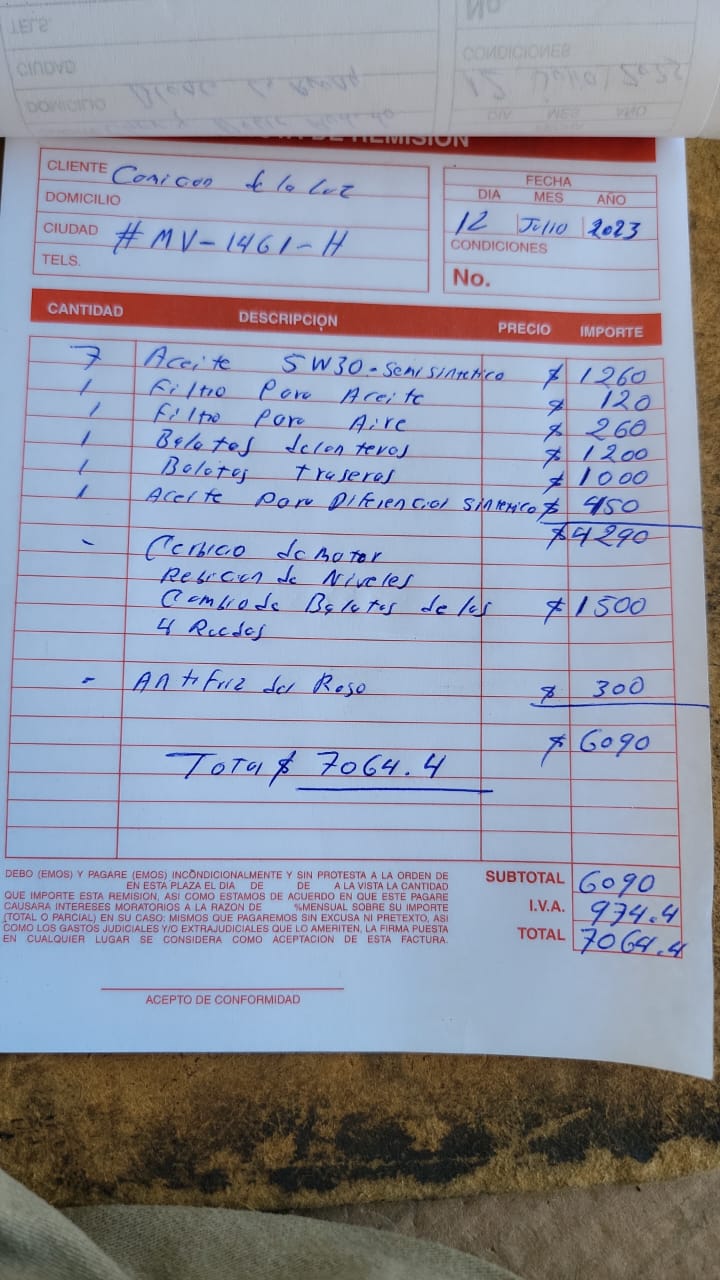 TELS.
CIUDAD
DOMICILIO
No.
CONDICIONES
12 Julio 2023
DIA MES AÑO
DE REMISION
CLIENTE Comicon de la Luz
DOMICILIO
CIUDAD # MV-1461-H
TELS.
FECHA
DIA MES AÑO
12 Julio 2023
CONDICIONES
No.
CANTIDAD DESCRIPCION PRECIO IMPORTE
7 Aceite 5W30-Semisintetico $ 1260
1 Filtro Para Aceite $ 120
1 Filtro Para Aire $ 260
1 Balatas delanteras $ 1200
1 Balatas traseras $ 1000
1 Aceite para Diferencial Sintetico $ 450
$ 4290
- de Motor
de Niveles
Cambio de Balatas de las $ 1500
4 Ruedas
- Antifriz del Roso $ 300
$ 6090
Total $ 7064.4
DEBO (EMOS) Y PAGARE (EMOS) INCONDICIONALMENTE Y SIN PROTESTA A LA ORDEN DE
EN ESTA PLAZA EL DIA DE DE A LA VISTA LA CANTIDAD
QUE IMPORTE ESTA REMISION, ASI COMO ESTAMOS DE ACUERDO EN QUE ESTE PAGARE
CAUSARA INTERESES MORATORIOS A LA RAZON DE %MENSUAL SOBRE SU IMPORTE
(TOTAL O PARCIAL) EN SU CASO: MISMOS QUE PAGAREMOS SIN EXCUSA NI PRETEXTO, ASI
COMO LOS GASTOS JUDICIALES Y/O EXTRAJUDICIALES QUE LO AMERITEN, LA FIRMA PUESTA
EN CUALQUIER LUGAR SE CONSIDERA COMO ACEPTACION DE ESTA FACTURA.
SUBTOTAL 6090
I.V.A. 974.4
TOTAL 7064.4
ACEPTO DE CONFORMIDAD